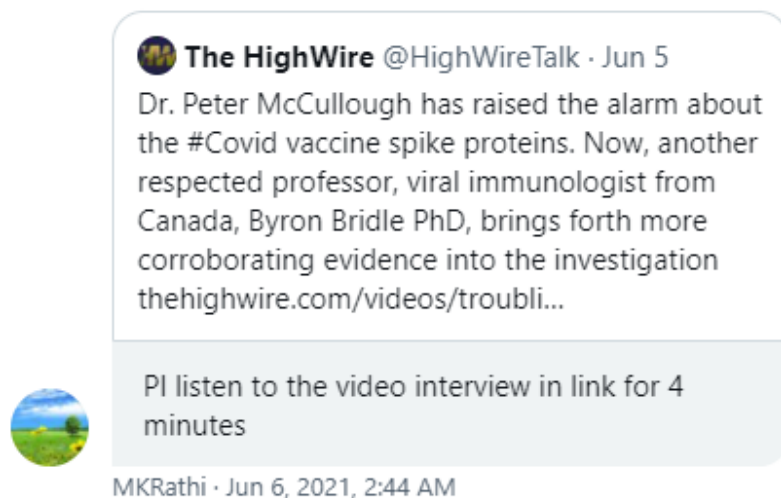 The HighWire @HighWireTalk · Jun 5
Dr. Peter McCullough has raised the alarm about
the #Covid vaccine spike proteins. Now, another
respected professor, viral immunologist from
Canada, Byron Bridle PhD, brings forth more
corroborating evidence into the investigation
thehighwire.com/videos/troubli...
Pl listen to the video interview in link for 4
minutes
MKRathi · Jun 6, 2021, 2:44 AM